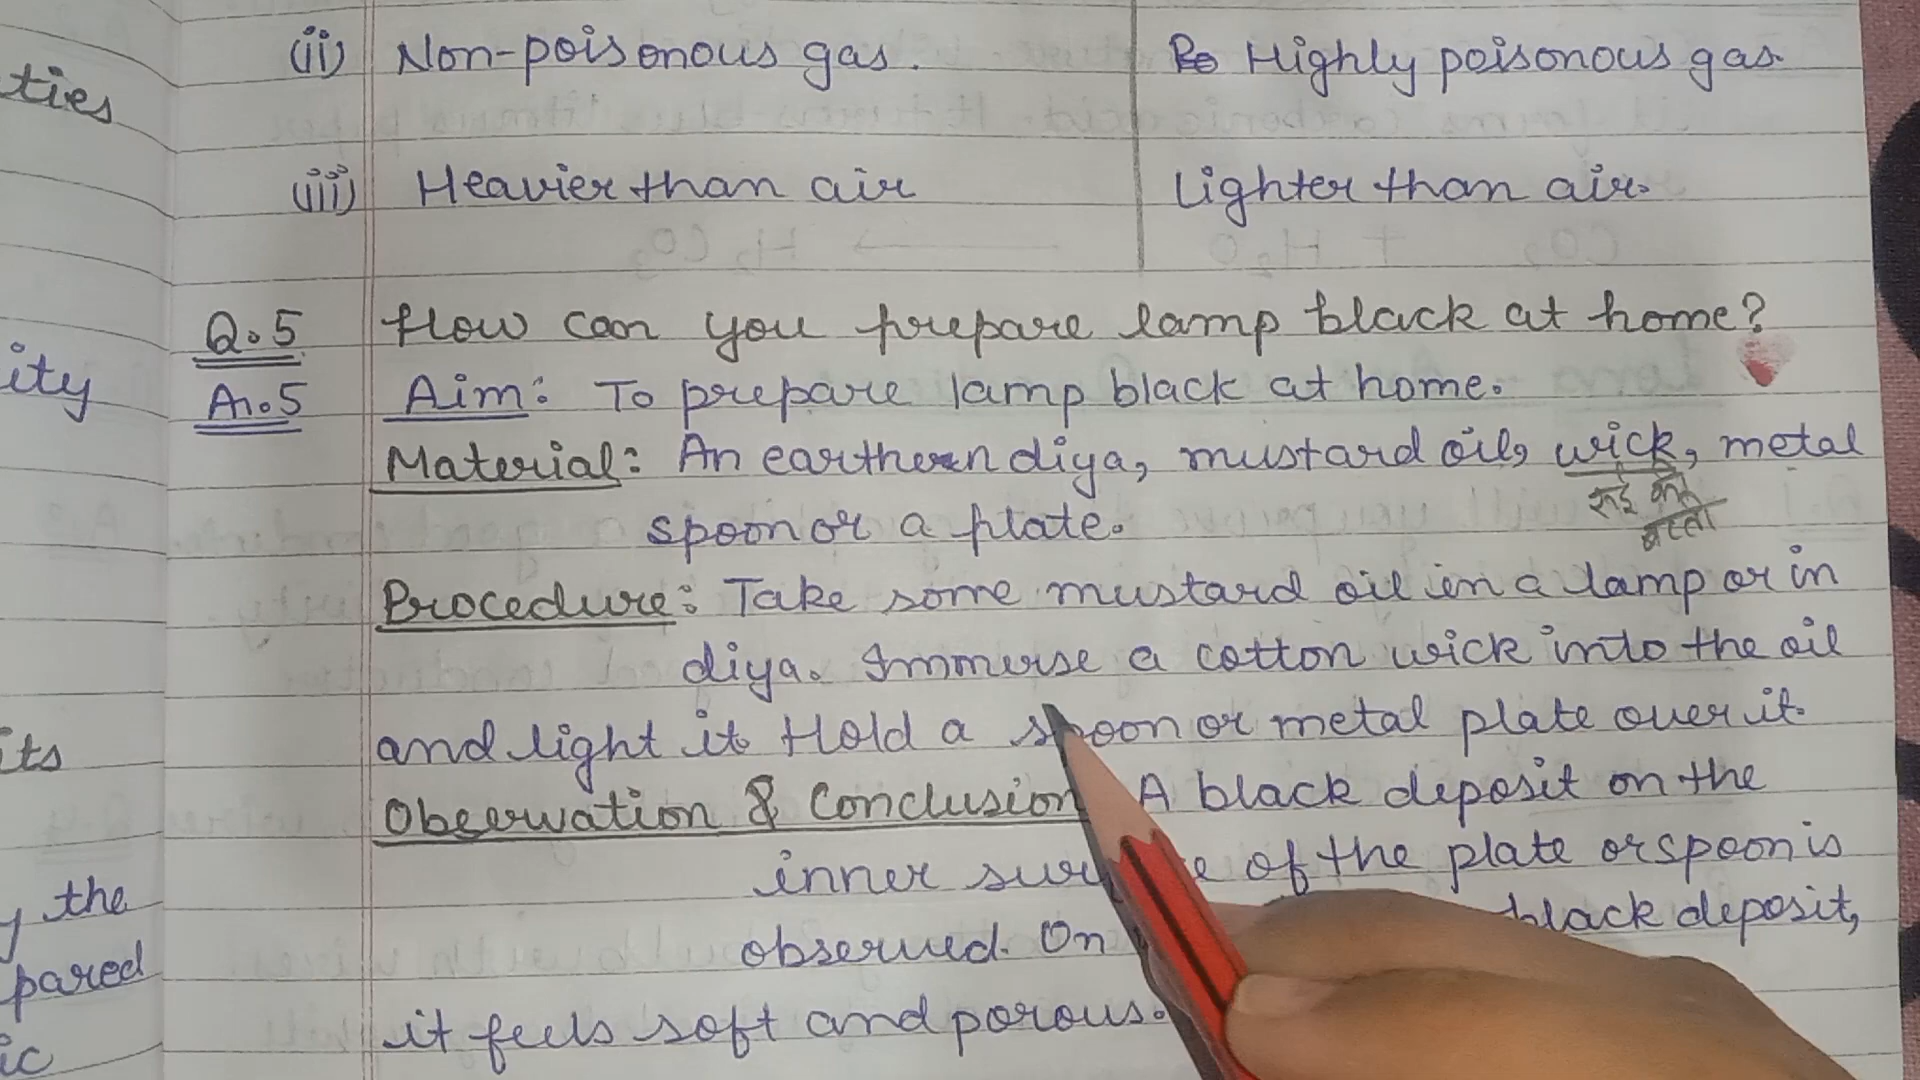 ties
(ii) Non-poisonous gas. Highly poisonous gas.
(iii) Heavier than air Lighter than air.
ity
Q.5 How can you prepare lamp black at home?
An.5 Aim: To prepare lamp black at home.
Material: An earthen diya, mustard oil, wick, metal
रुई की
बत्ती
spoon or a plate.
Procedure: Take some mustard oil in a lamp or in
diya. Immerse a cotton wick into the oil
its
and light it. Hold a spoon or metal plate over it.
Observation & Conclusion A black deposit on the
inner of the plate or spoon is
y the
observed. On black deposit,
pared
it feels soft and porous.
ic